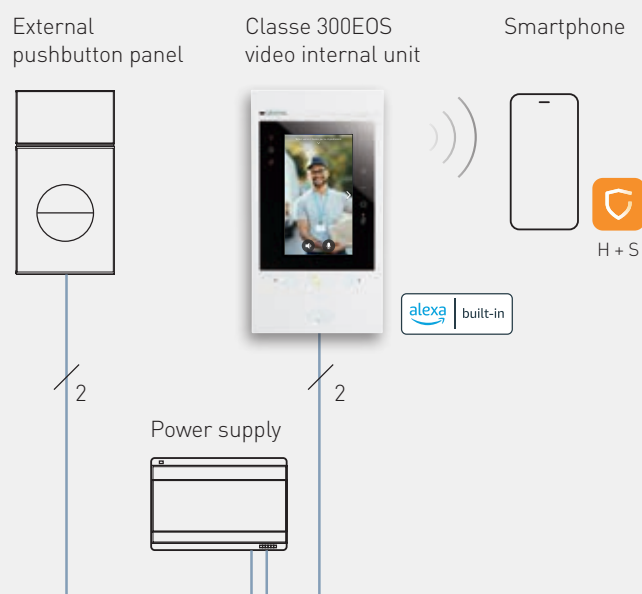 External
pushbutton panel
Classe 300EOS
video internal unit
Smartphone
H + S
alexa
built-in
2
2
Power supply